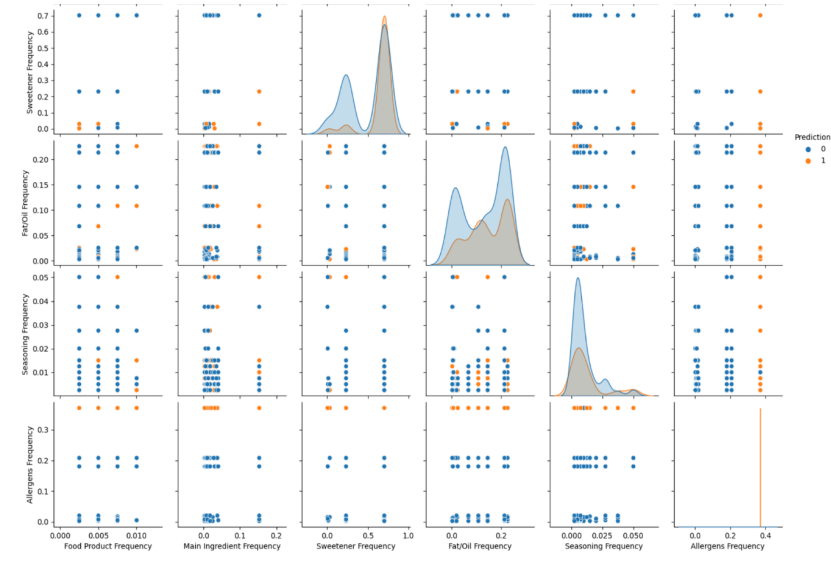 Sweetener Frequency
0.7
0.6
0.5
0.4
0.3
0.2
0.1
0.0
Prediction
0
1
Fat/Oil Frequency
0.20
0.15
0.10
0.05
0.00
Seasoning Frequency
0.05
0.04
0.03
0.02
0.01
Allergens Frequency
0.3
0.2
0.1
0.0
0.000 0.005 0.010
0.0 0.1 0.2
0.0 0.5 1.0
0.0 0.2
0.000 0.025 0.050
0.0 0.2 0.4
Food Product Frequency
Main Ingredient Frequency
Sweetener Frequency
Fat/Oil Frequency
Seasoning Frequency
Allergens Frequency